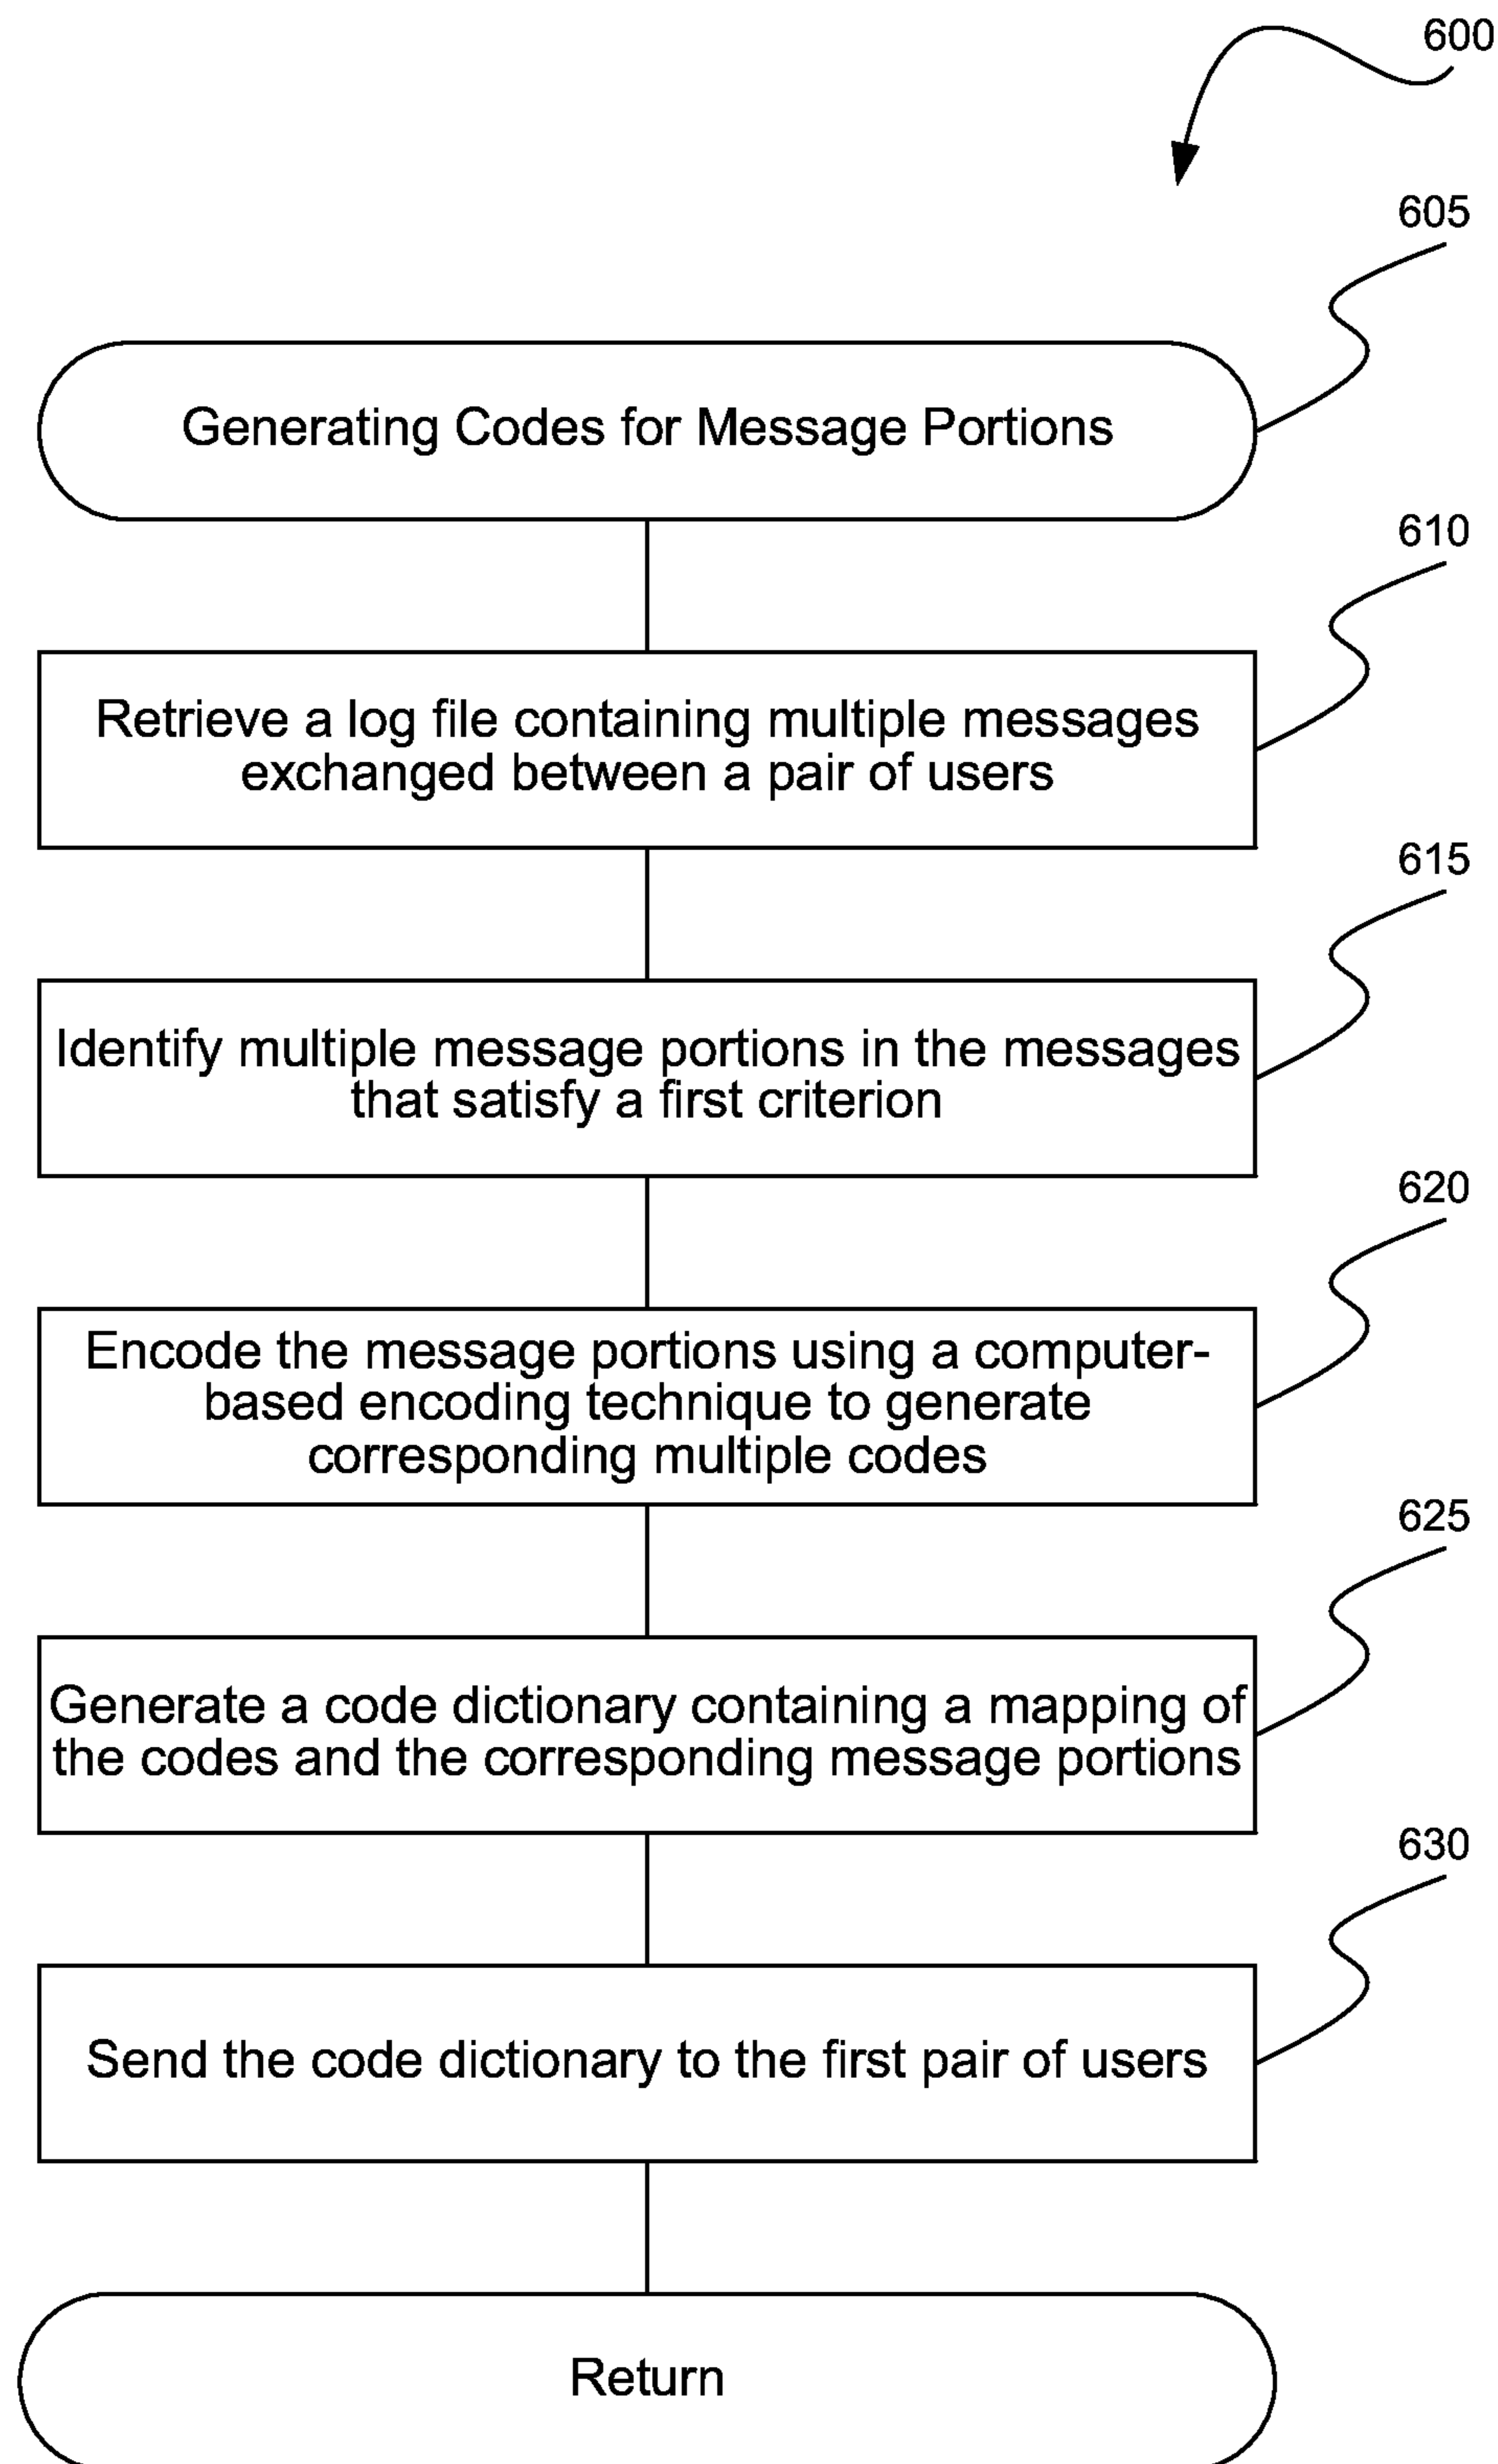 600
605
Generating Codes for Message Portions
610
Retrieve a log file containing multiple messages
exchanged between a pair of users
615
Identify multiple message portions in the messages
that satisfy a first criterion
620
Encode the message portions using a computer-
based encoding technique to generate
corresponding multiple codes
625
Generate a code dictionary containing a mapping of
the codes and the corresponding message portions
630
Send the code dictionary to the first pair of users
Return